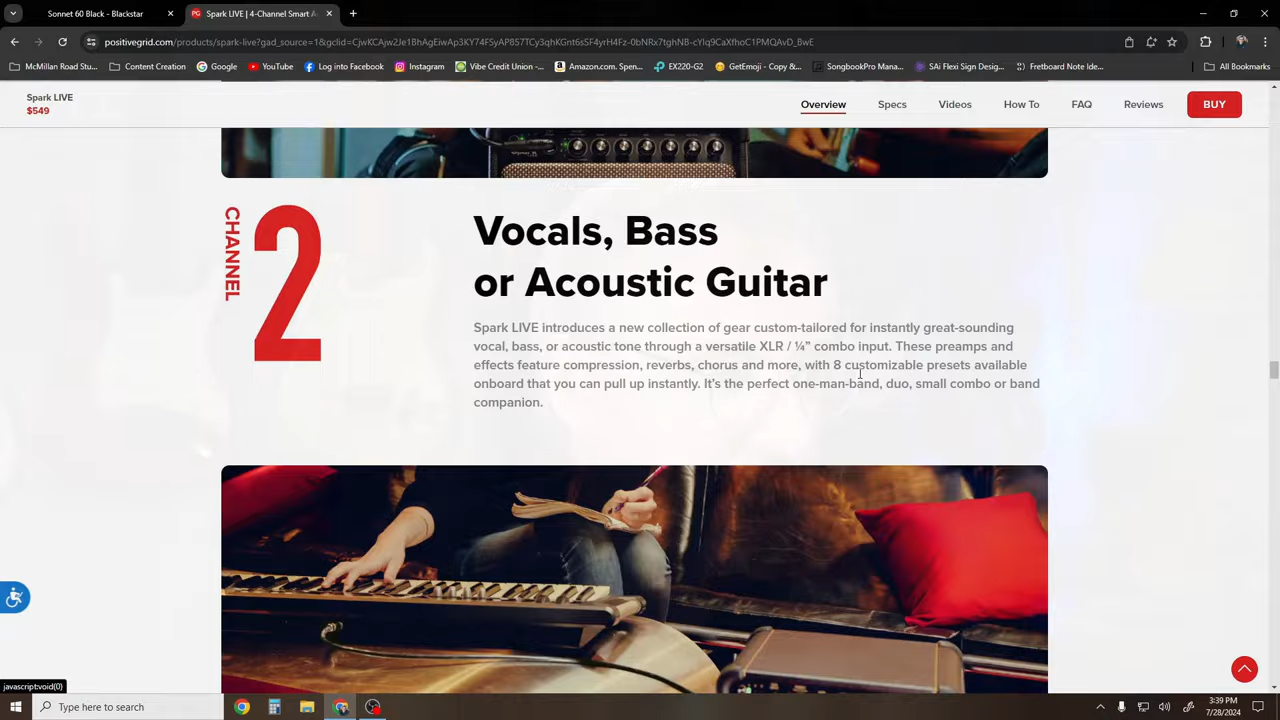 Sonnet 60 Black - Blackstar
Spark LIVE | 4-Channel Smart A
positivegrid.com/products/spark-live?gad_source=1&gclid=CjwKCAjw2Je1BhAgEiwAp3KY74FSyAP857TCy3qhKGnt6sSF4yrH4Fz-0bNRx7tghNB-cYlq9CaXfhoC1PMQAvD_BwE
McMillan Road Stu...
Content Creation
Google
YouTube
Log into Facebook
Instagram
Vibe Credit Union -...
Amazon.com. Spen...
EX220-G2
GetEmoji - Copy &...
SongbookPro Mana...
SAi Flexi Sign Desig...
Fretboard Note Ide...
All Bookmarks
Spark LIVE
$549
Overview
Specs
Videos
How To
FAQ
Reviews
BUY
CHANNEL
2
Vocals, Bass
or Acoustic Guitar
Spark LIVE introduces a new collection of gear custom-tailored for instantly great-sounding
vocal, bass, or acoustic tone through a versatile XLR / ¼” combo input. These preamps and
effects feature compression, reverbs, chorus and more, with 8 customizable presets available
onboard that you can pull up instantly. It’s the perfect one-man-band, duo, small combo or band
companion.
javascript:void(0)
Type here to search
3:39 PM
7/28/2024